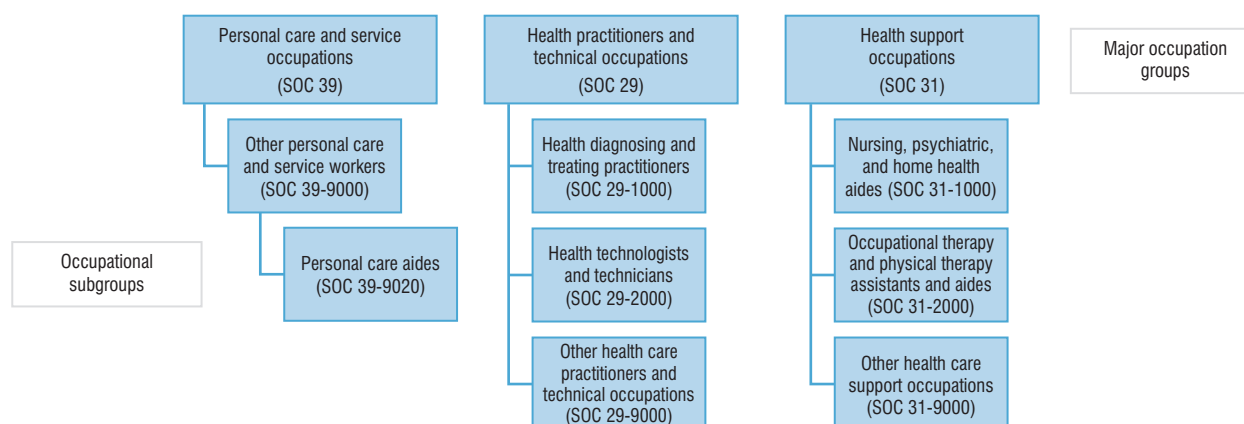 Personal care and service
occupations
(SOC 39)
Health practitioners and
technical occupations
(SOC 29)
Health support
occupations
(SOC 31)
Major occupation
groups
Other personal care
and service workers
(SOC 39-9000)
Health diagnosing and
treating practitioners
(SOC 29-1000)
Nursing, psychiatric,
and home health
aides (SOC 31-1000)
Occupational
subgroups
Personal care aides
(SOC 39-9020)
Health technologists
and technicians
(SOC 29-2000)
Occupational therapy
and physical therapy
assistants and aides
(SOC 31-2000)
Other health care
practitioners and
technical occupations
(SOC 29-9000)
Other health care
support occupations
(SOC 31-9000)